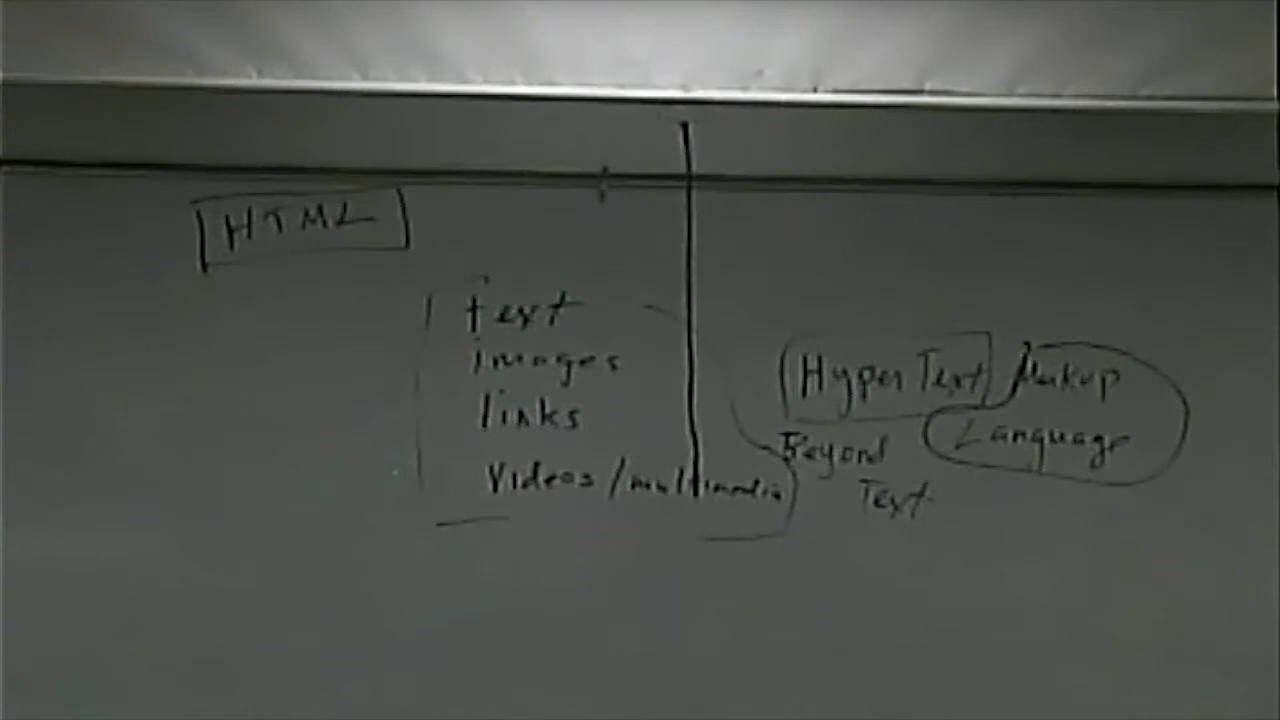 HTML
text
images
links
Videos/multimedia
HyperText Markup
Language
Beyond
Text